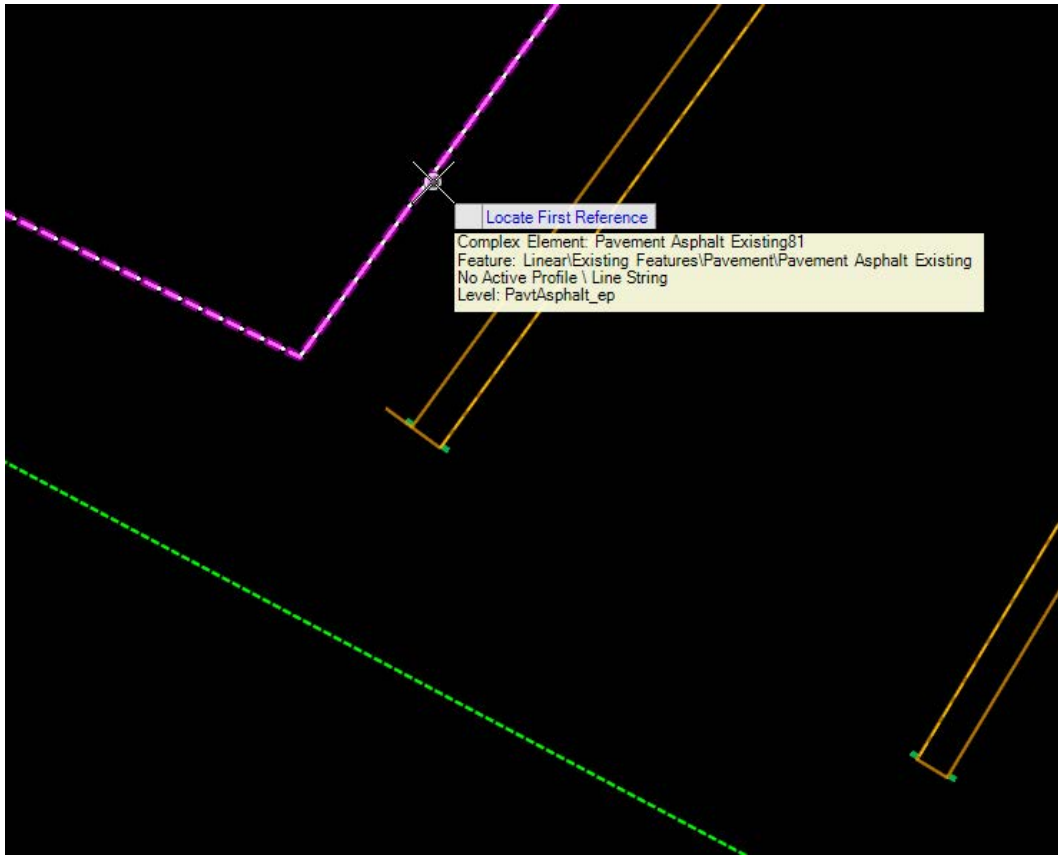 Locate First Reference
Complex Element: Pavement Asphalt Existing81
Feature: Linear\Existing Features\Pavement\Pavement Asphalt Existing
No Active Profile \ Line String
Level: PavtAsphalt_ep